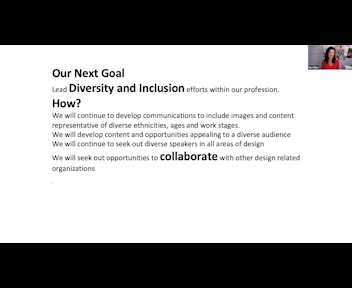 Our Next Goal
Lead Diversity and Inclusion efforts within our profession.
How?
We will continue to develop communications to include images and content
representative of diverse ethnicities, ages and work stages.
We will develop content and opportunities appealing to a diverse audience
We will continue to seek out diverse speakers in all areas of design
We will seek out opportunities to collaborate with other design related
organizations